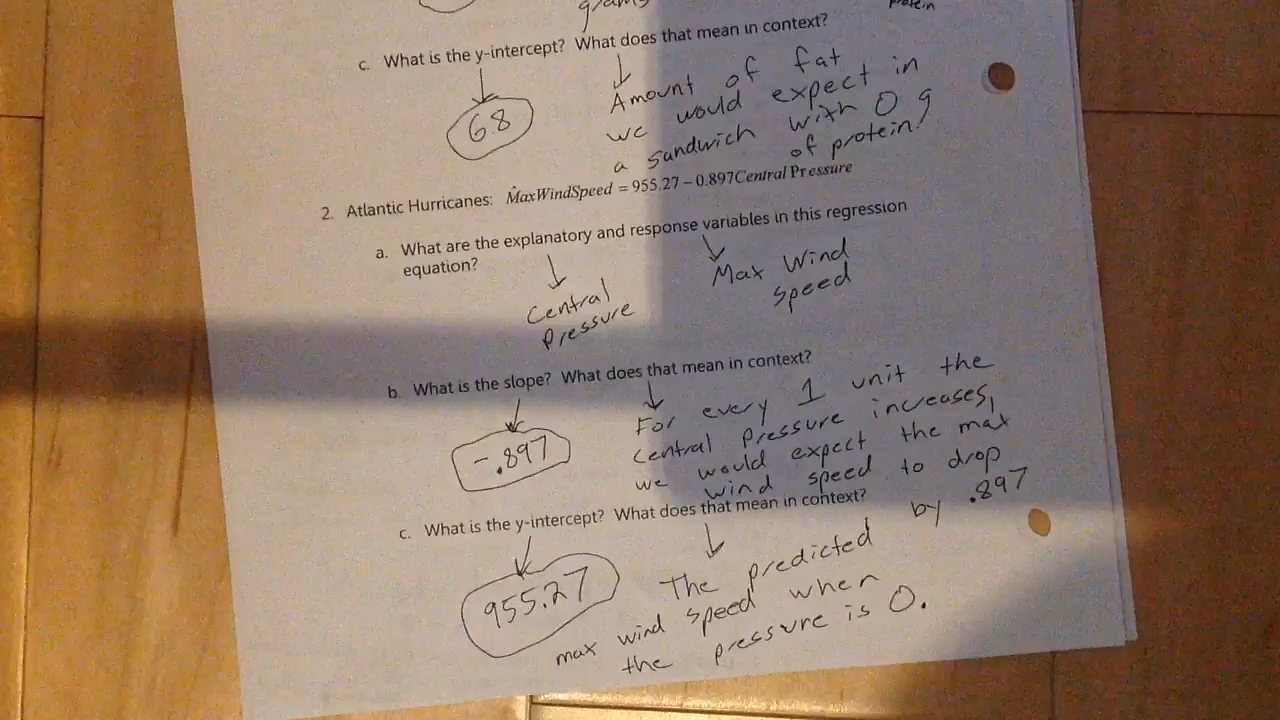 grams
c. What is the y-intercept? What does that mean in context?
6.8
Amount of fat
we would expect in
a sandwich with 0 g
of protein.
2. Atlantic Hurricanes: M̂axWindSpeed = 955.27 – 0.897Central Pressure
a. What are the explanatory and response variables in this regression
equation?
Central
Pressure
Max Wind
Speed
b. What is the slope? What does that mean in context?
-.897
For every 1 unit the
central pressure increases,
we would expect the max
wind speed to drop
by .897
c. What is the y-intercept? What does that mean in context?
955.27
The predicted
max wind speed when
the pressure is 0.